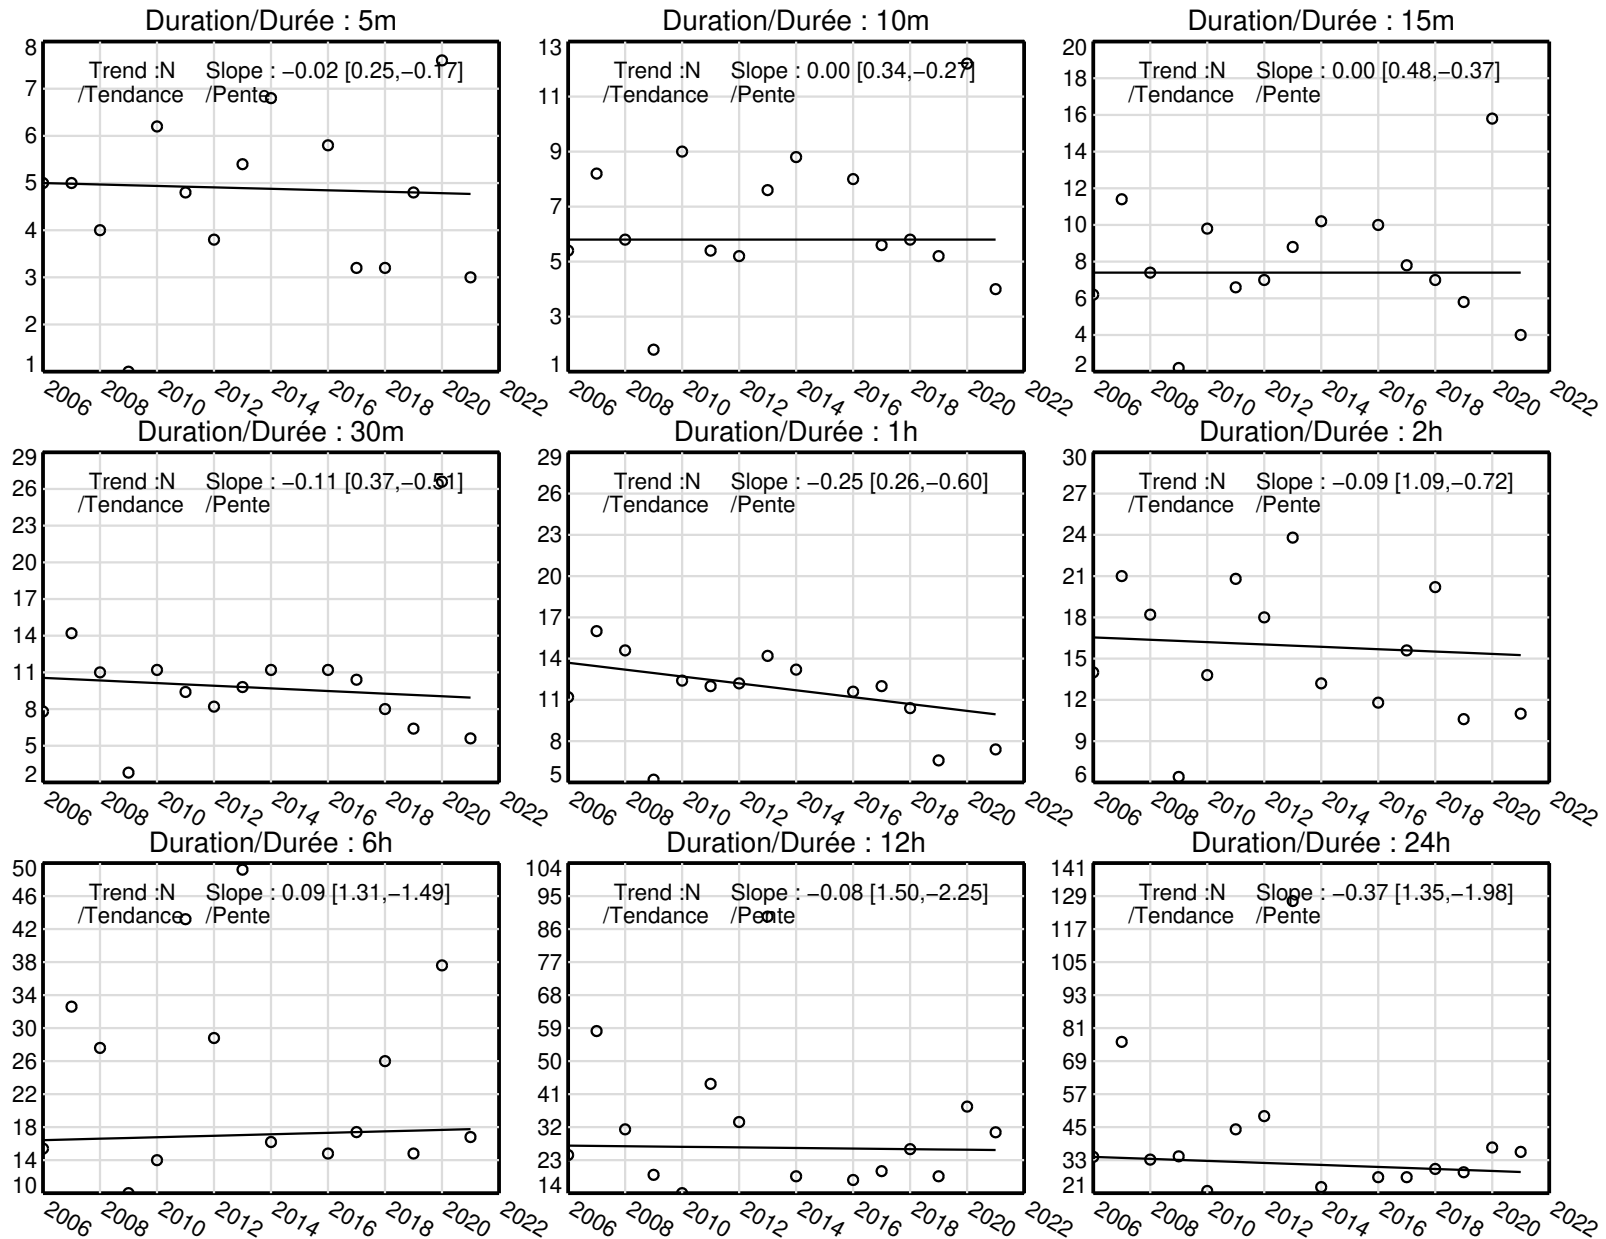 Duration/Durée : 5m
8
7
6
5
4
3
2
1
Trend :N Slope : −0.02 [0.25,−0.17]
/Tendance /Pente
2006 2008 2010 2012 2014 2016 2018 2020 2022
Duration/Durée : 10m
13
11
9
7
5
3
1
Trend :N Slope : 0.00 [0.34,−0.27]
/Tendance /Pente
2006 2008 2010 2012 2014 2016 2018 2020 2022
Duration/Durée : 15m
20
18
16
14
12
10
8
6
4
2
Trend :N Slope : 0.00 [0.48,−0.37]
/Tendance /Pente
2006 2008 2010 2012 2014 2016 2018 2020 2022
Duration/Durée : 30m
29
26
23
20
17
14
11
8
5
2
Trend :N Slope : −0.11 [0.37,−0.51]
/Tendance /Pente
2006 2008 2010 2012 2014 2016 2018 2020 2022
Duration/Durée : 1h
29
26
23
20
17
14
11
8
5
Trend :N Slope : −0.25 [0.26,−0.60]
/Tendance /Pente
2006 2008 2010 2012 2014 2016 2018 2020 2022
Duration/Durée : 2h
30
27
24
21
18
15
12
9
6
Trend :N Slope : −0.09 [1.09,−0.72]
/Tendance /Pente
2006 2008 2010 2012 2014 2016 2018 2020 2022
Duration/Durée : 6h
50
46
42
38
34
30
26
22
18
14
10
Trend :N Slope : 0.09 [1.31,−1.49]
/Tendance /Pente
2006 2008 2010 2012 2014 2016 2018 2020 2022
Duration/Durée : 12h
104
95
86
77
68
59
50
41
32
23
14
Trend :N Slope : −0.08 [1.50,−2.25]
/Tendance /Pente
2006 2008 2010 2012 2014 2016 2018 2020 2022
Duration/Durée : 24h
141
129
117
105
93
81
69
57
45
33
21
Trend :N Slope : −0.37 [1.35,−1.98]
/Tendance /Pente
2006 2008 2010 2012 2014 2016 2018 2020 2022